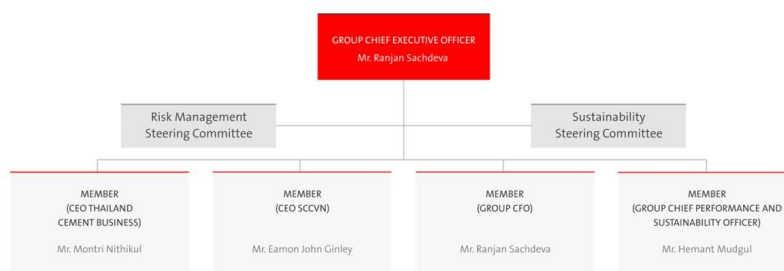 GROUP CHIEF EXECUTIVE OFFICER
Mr. Ranjan Sachdeva
Risk Management
Steering Committee
Sustainability
Steering Committee
MEMBER
(CEO THAILAND
CEMENT BUSINESS)
Mr. Montri Nithikul
MEMBER
(CEO SCCVN)
Mr. Eamon John Ginley
MEMBER
(GROUP CFO)
Mr. Ranjan Sachdeva
MEMBER
(GROUP CHIEF PERFORMANCE AND
SUSTAINABILITY OFFICER)
Mr. Hemant Mudgul